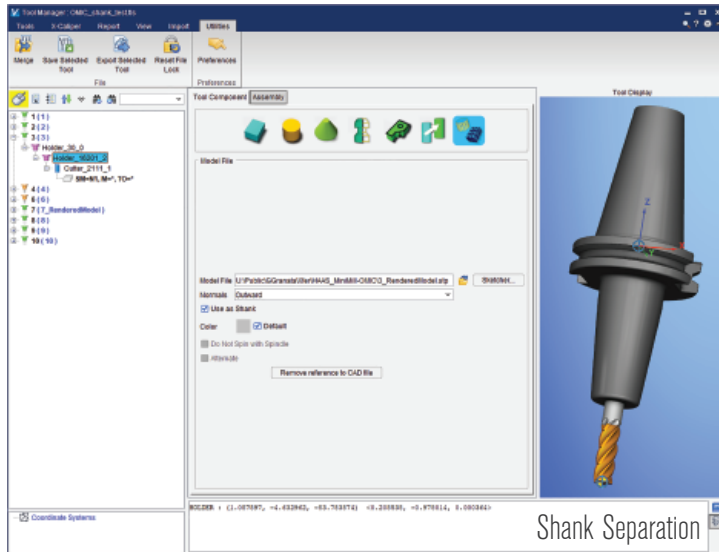 Tool Manager : OMIC_shank_test.tls
Tools X-Caliper Report View Import Utilities
Merge Save Selected Tool Export Selected Tool Reset File Lock Preferences
File Preferences
Tool Component Assembly
Tool Display
1(1)
2(2)
3(3)
Holder_30_0
Holder_16201_2
Cutter_2111_1
4(4)
6(6)
7(7_RenderedModel)
8(8)
9(9)
10(10)
Model File
Model File
Normals Outward
Use as Shank
Color Default
Do Not Spin with Spindle
Alternate
Remove reference to CAD file
Z
X
Y
Coordinate Systems
Shank Separation